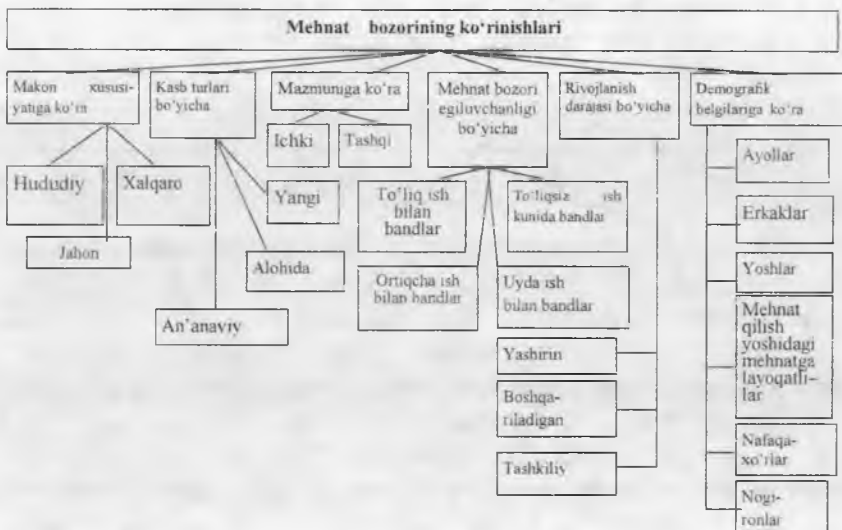 Mehnat bozorining ko‘rinishlari
Makon xususi-
yatiga ko‘ra
Hududiy
Xalqaro
Jahon
Kasb turlari
bo‘yicha
Yangi
Alohida
An’anaviy
Mazmuniga ko‘ra
Ichki
Tashqi
Mehnat bozori
egiluvchanligi
bo‘yicha
To‘liq ish
bilan
bandlar
To‘liqsiz ish
kunida bandlar
Ortiqcha ish
bilan bandlar
Uyda ish
bilan bandlar
Rivojlanish
darajasi bo‘yicha
Yashirin
Boshqa-
riladigan
Tashkiliy
Demografik
belgilariga ko‘ra
Ayollar
Erkaklar
Yoshlar
Mehnat
qilish
yoshidagi
mehnatga
layoqatli-
lar
Nafaqa-
xo‘rlar
Nogi-
ronlar